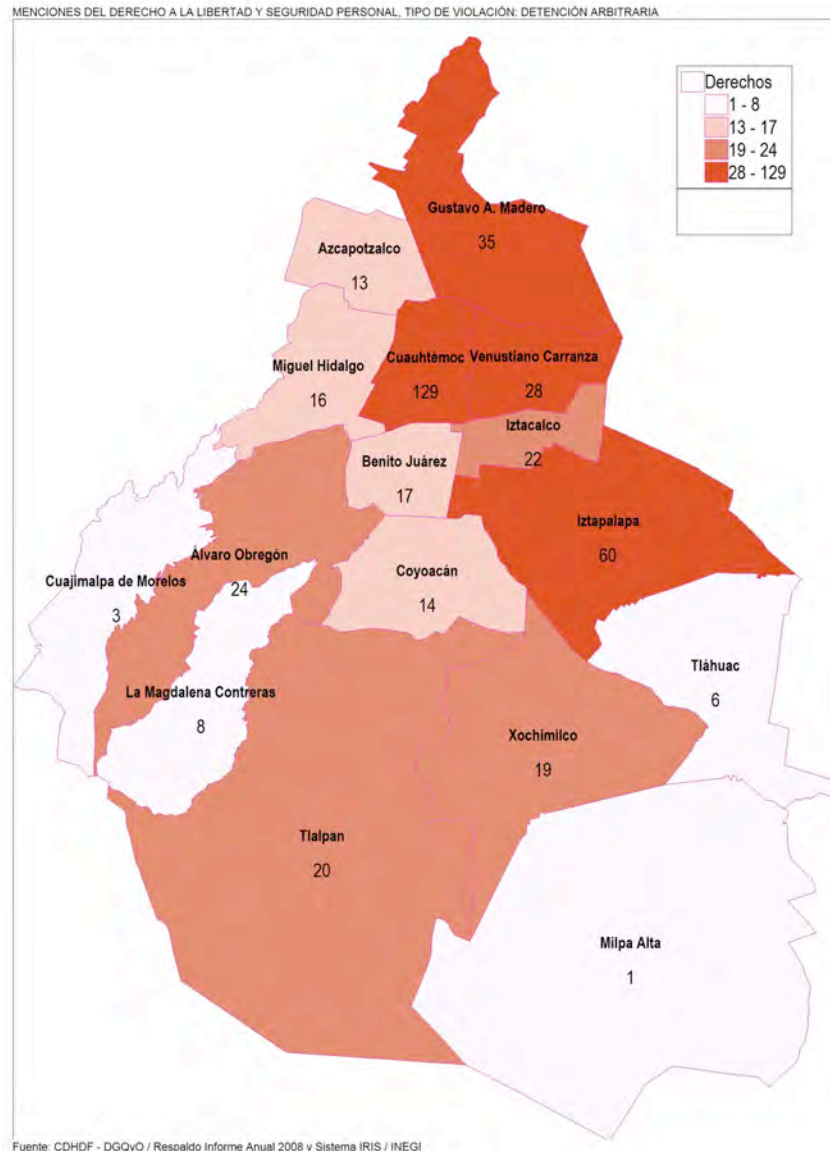 MENCIONES DEL DERECHO A LA LIBERTAD Y SEGURIDAD PERSONAL, TIPO DE VIOLACIÓN: DETENCIÓN ARBITRARIA
Derechos
1 - 8
13 - 17
19 - 24
28 - 129
Gustavo A. Madero
35
Azcapotzalco
13
Miguel Hidalgo
16
Cuauhtémoc
129
Venustiano Carranza
28
Iztacalco
22
Benito Juárez
17
Iztapalapa
60
Álvaro Obregón
24
Cuajimalpa de Morelos
3
Coyoacán
14
Tláhuac
6
La Magdalena Contreras
8
Xochimilco
19
Tlalpan
20
Milpa Alta
1
Fuente: CDHDF - DGQyO / Respaldo Informe Anual 2008 y Sistema IRIS / INEGI